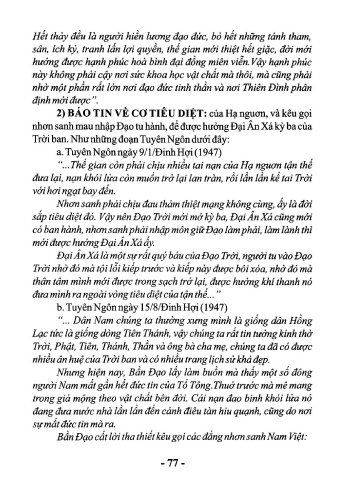 Hết thảy đều là người hiền lương đạo đức, bỏ hết những tánh tham,
sân, ích kỷ, tranh lấn lợi quyền, thế gian mới thiệt hết giặc, đời mới
hưởng được hạnh phúc hoà bình đại đồng miên viễn. Vậy hạnh phúc
này không phải cậy nơi sức khoa học vật chất mà thôi, mà cũng phải
nhờ một phần rất lớn nơi đạo đức tinh thần và nơi Thiên Đình phân
định mới được".
2) BÁO TIN VỀ CƠ TIÊU DIỆT: của Hạ nguơn, và kêu gọi
nhơn sanh mau nhập Đạo tu hành, để được hưởng Đại Ân Xá kỳ ba của
Trời ban. Như những đoạn Tuyên Ngôn dưới đây:
a. Tuyên Ngôn ngày 9/1/Đinh Hợi (1947)
"...Thế gian còn phải chịu nhiều tai nạn của Hạ nguơn tận thế
đưa lại, nạn khói lửa còn muốn trở lại lan tràn, rồi lần lần kế tai Trời
với hơi ngạt bay đến.
Nhơn sanh phải chịu đau thảm thiệt mạng không cùng, ấy là đời
sắp tiêu diệt đó. Vậy nên Đạo Trời mới mở kỳ ba, Đại Ân Xá cũng mới
có ban hành, nhơn sanh phải nhập môn giữ Đạo làm phải, làm lành thì
mới được hưởng Đại Ân Xá ấy.
Đại Ân Xá là một sự rất quý báu của Đạo Trời, người tu vào Đạo
Trời nhờ đó mà tội lỗi kiếp trước và kiếp này được bôi xóa, nhờ đó mà
thân tâm mình mới được trong sạch trở lại, được hưởng khí thanh nó
đưa mình ra ngoài vòng tiêu diệt của tận thế..."
b. Tuyên Ngôn ngày 15/8/Đinh Hợi (1947)
"... Dân Nam chúng ta thường xưng mình là giống dân Hồng
Lạc tức là giống dòng Tiên Thánh, vậy chúng ta rất tin tưởng kính thờ
Trời, Phật, Tiên, Thánh, Thần và ông bà cha mẹ, chúng ta đã có được
nhiều ân huệ của Trời ban và có nhiều trang lịch sử khá đẹp.
Nhưng hiện nay, Bần Đạo lấy làm buồn mà thấy một số đông
người Nam mất gần hết đức tin của Tổ Tông. Thuở trước mà mê mang
trong giả mộng theo vật chất bên đời. Cái nạn đao binh khói lửa nó
đang đưa nước nhà lần lần đến cảnh điêu tàn hiu quạnh, cũng do nơi
sự mất đức tin mà ra.
Bần Đạo cất lời tha thiết kêu gọi các đấng nhơn sanh Nam Việt:
- 77 -